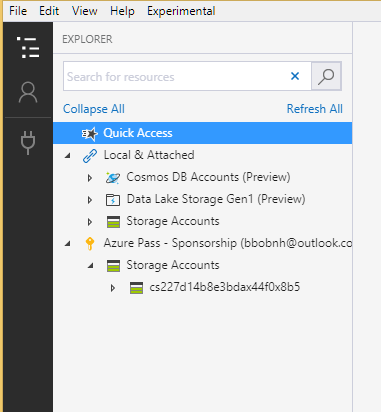 File Edit View Help Experimental
EXPLORER
Search for resources
Collapse All Refresh All
Quick Access
Local & Attached
Cosmos DB Accounts (Preview)
Data Lake Storage Gen1 (Preview)
Storage Accounts
Azure Pass - Sponsorship (bbobnh@outlook.co
Storage Accounts
cs227d14b8e3bdax44f0x8b5